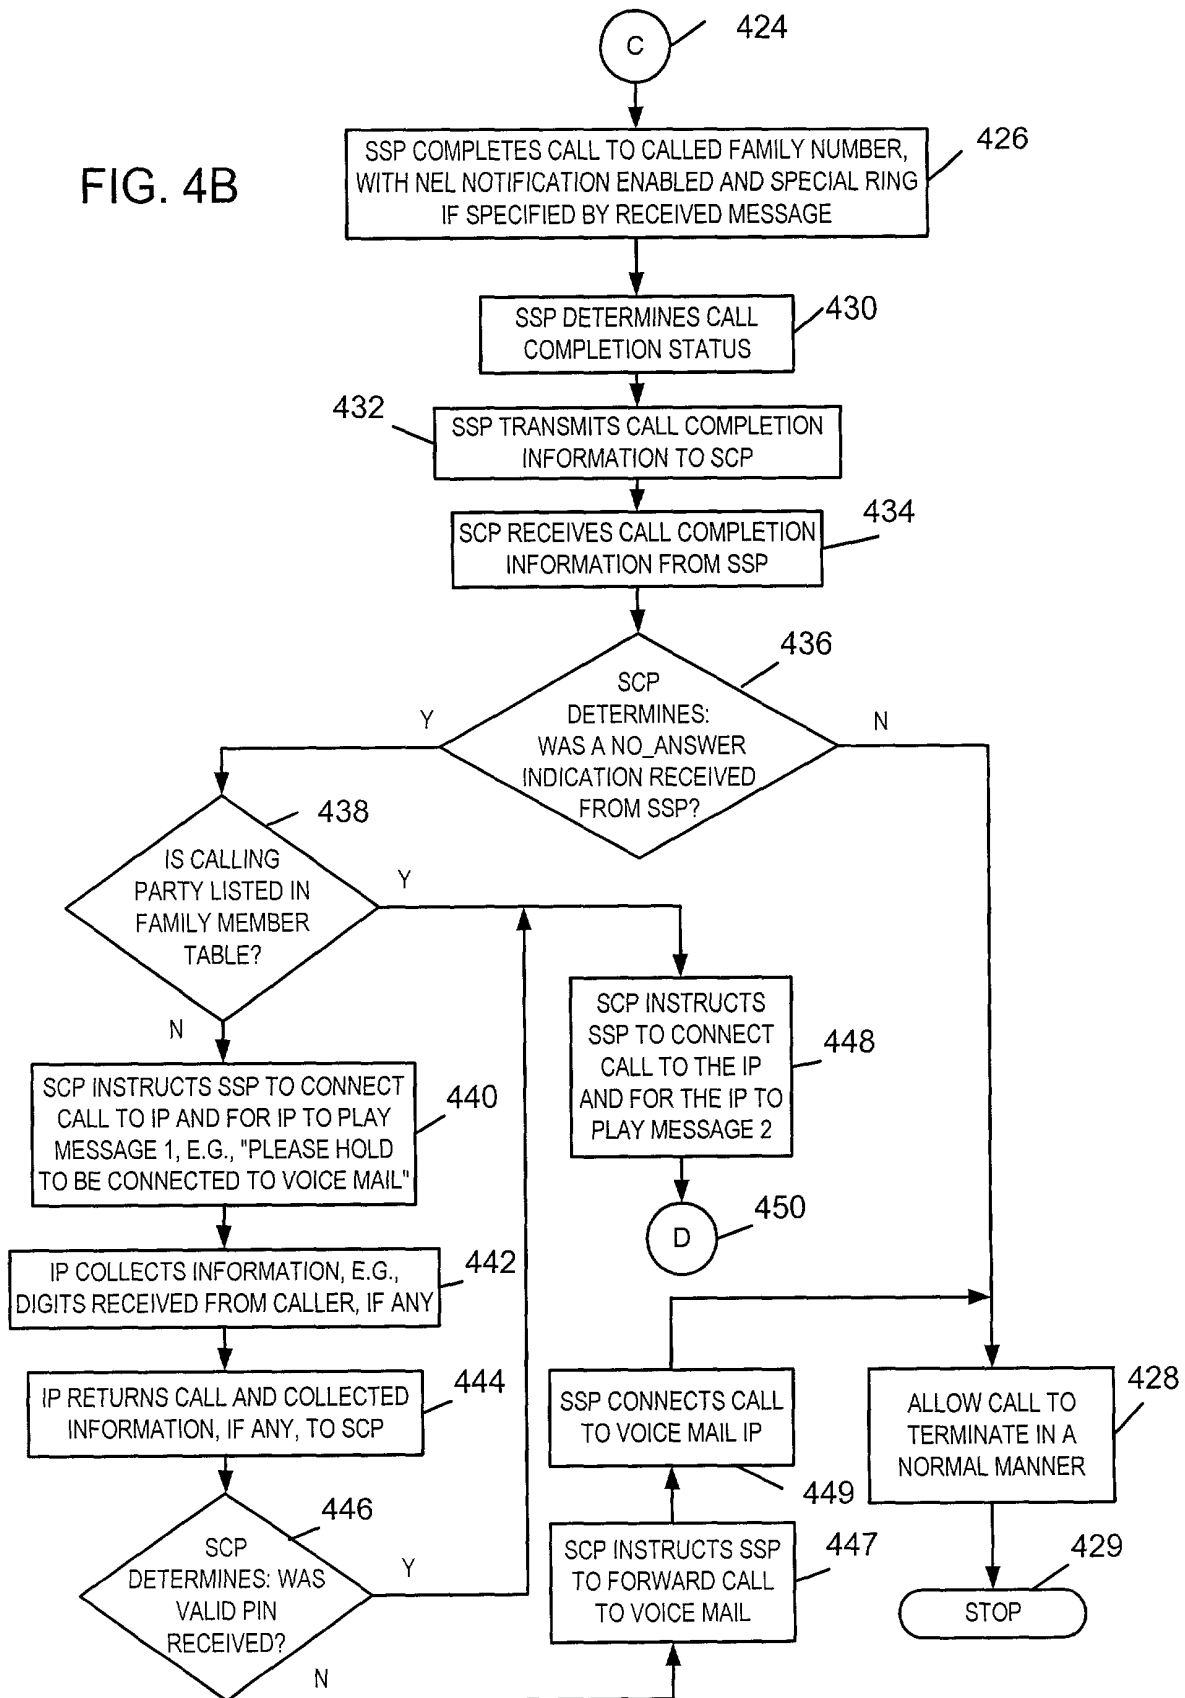 C
424
FIG. 4B
SSP COMPLETES CALL TO CALLED FAMILY NUMBER,
WITH NEL NOTIFICATION ENABLED AND SPECIAL RING
IF SPECIFIED BY RECEIVED MESSAGE
426
SSP DETERMINES CALL
COMPLETION STATUS
430
432
SSP TRANSMITS CALL COMPLETION
INFORMATION TO SCP
SCP RECEIVES CALL COMPLETION
INFORMATION FROM SSP
434
436
SCP
DETERMINES:
WAS A NO_ANSWER
INDICATION RECEIVED
FROM SSP?
Y
N
438
IS CALLING
PARTY LISTED IN
FAMILY MEMBER
TABLE?
Y
N
SCP INSTRUCTS
SSP TO CONNECT
CALL TO THE IP
AND FOR THE IP TO
PLAY MESSAGE 2
448
SCP INSTRUCTS SSP TO CONNECT
CALL TO IP AND FOR IP TO PLAY
MESSAGE 1, E.G., "PLEASE HOLD
TO BE CONNECTED TO VOICE MAIL"
440
D
450
IP COLLECTS INFORMATION, E.G.,
DIGITS RECEIVED FROM CALLER, IF ANY
442
IP RETURNS CALL AND COLLECTED
INFORMATION, IF ANY, TO SCP
444
SSP CONNECTS CALL
TO VOICE MAIL IP
449
ALLOW CALL TO
TERMINATE IN A
NORMAL MANNER
428
446
SCP
DETERMINES: WAS
VALID PIN
RECEIVED?
Y
N
SCP INSTRUCTS SSP
TO FORWARD CALL
TO VOICE MAIL
447
429
STOP